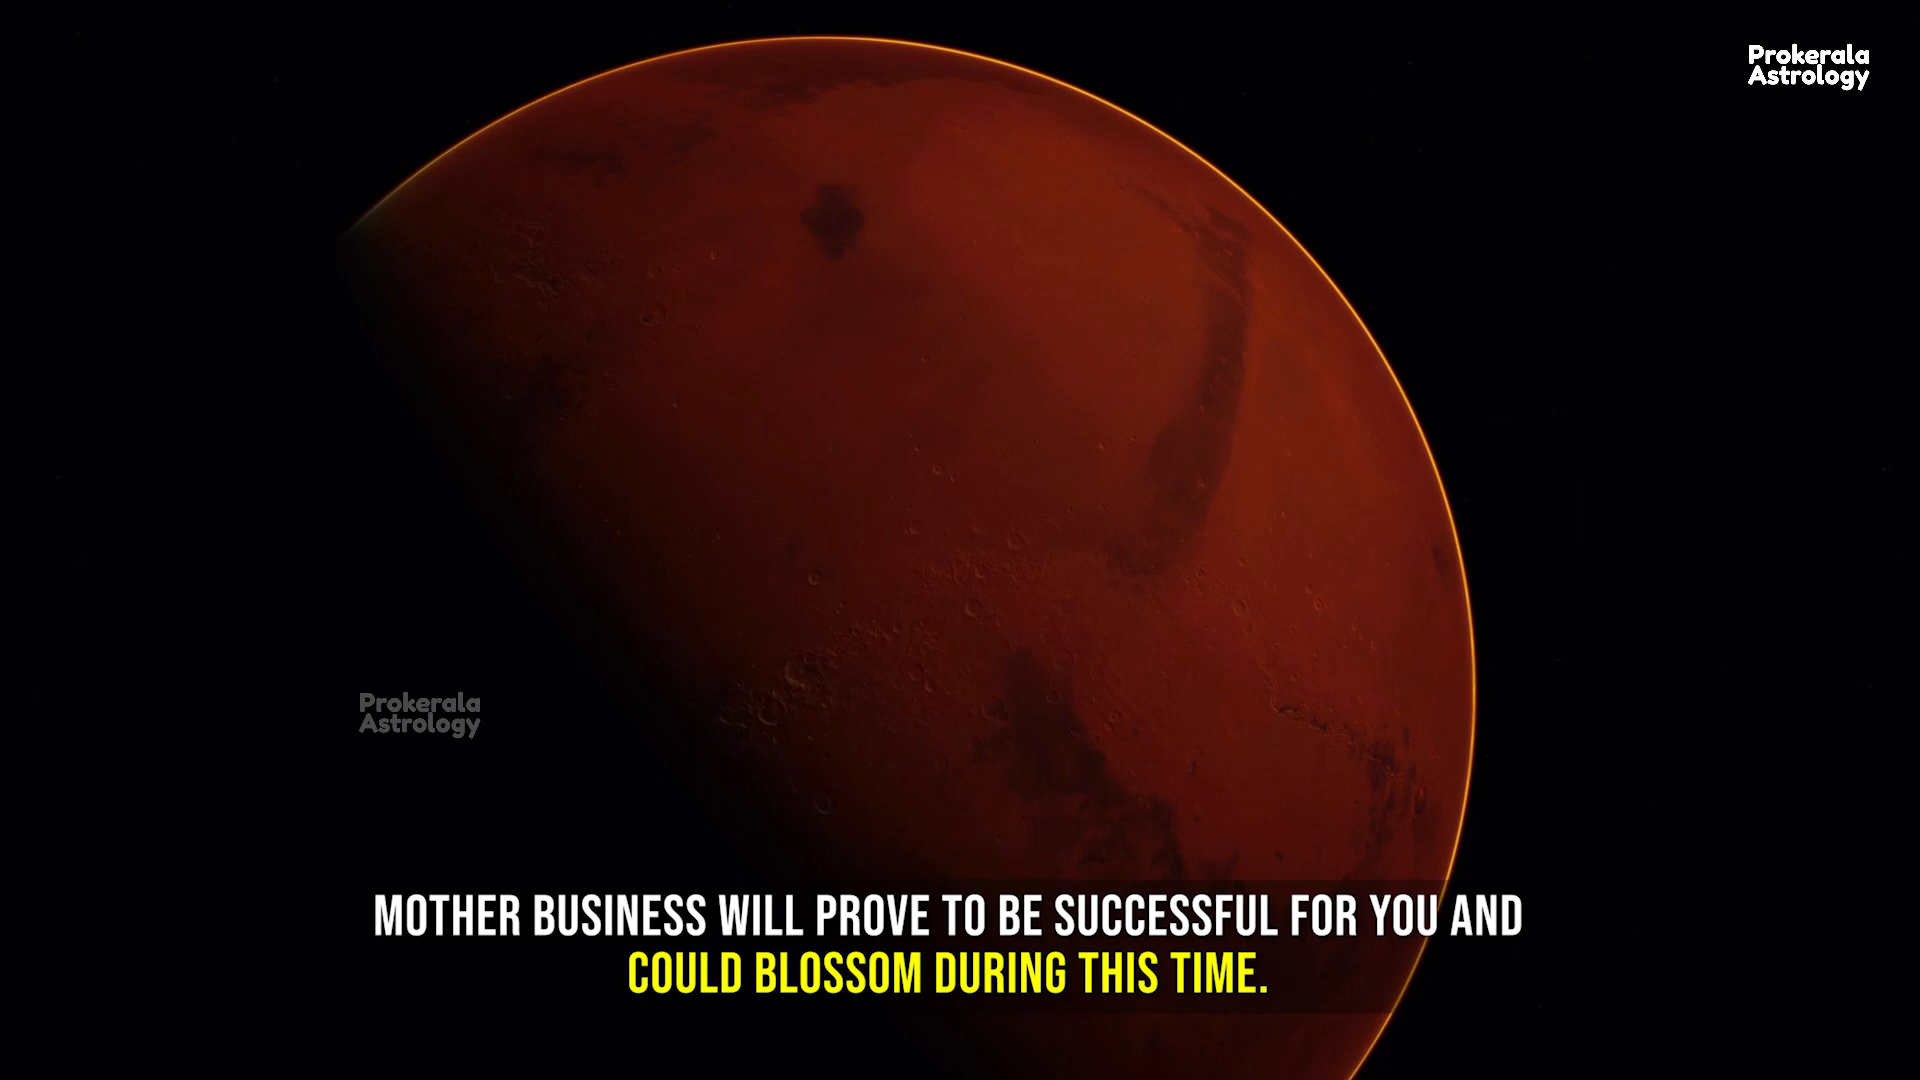 Prokerala
Astrology
Prokerala
Astrology
MOTHER BUSINESS WILL PROVE TO BE SUCCESSFUL FOR YOU AND
COULD BLOSSOM DURING THIS TIME.